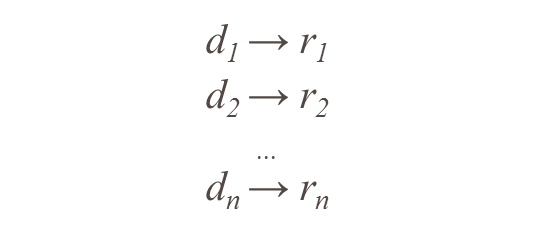 d₁ → r₁
d₂ → r₂
...
dₙ → rₙ